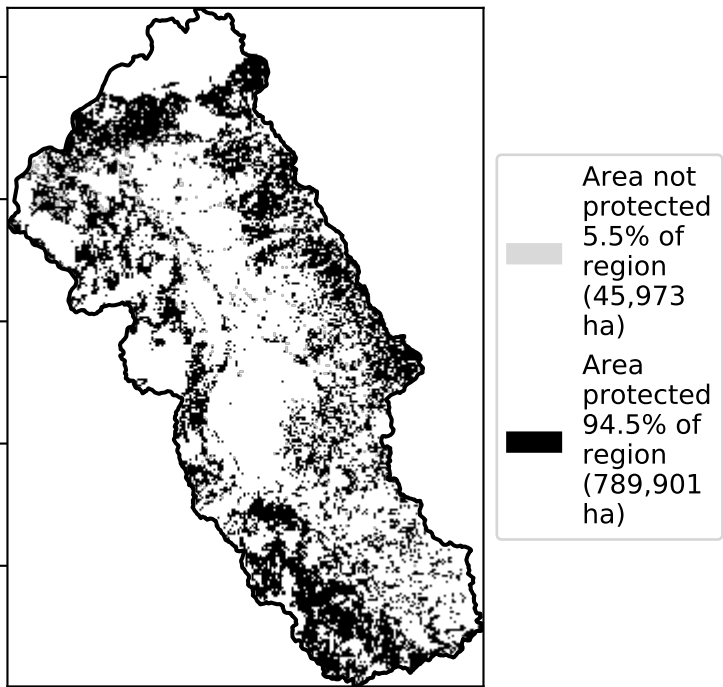 Area not
protected
5.5% of
region
(45,973
ha)
Area
protected
94.5% of
region
(789,901
ha)